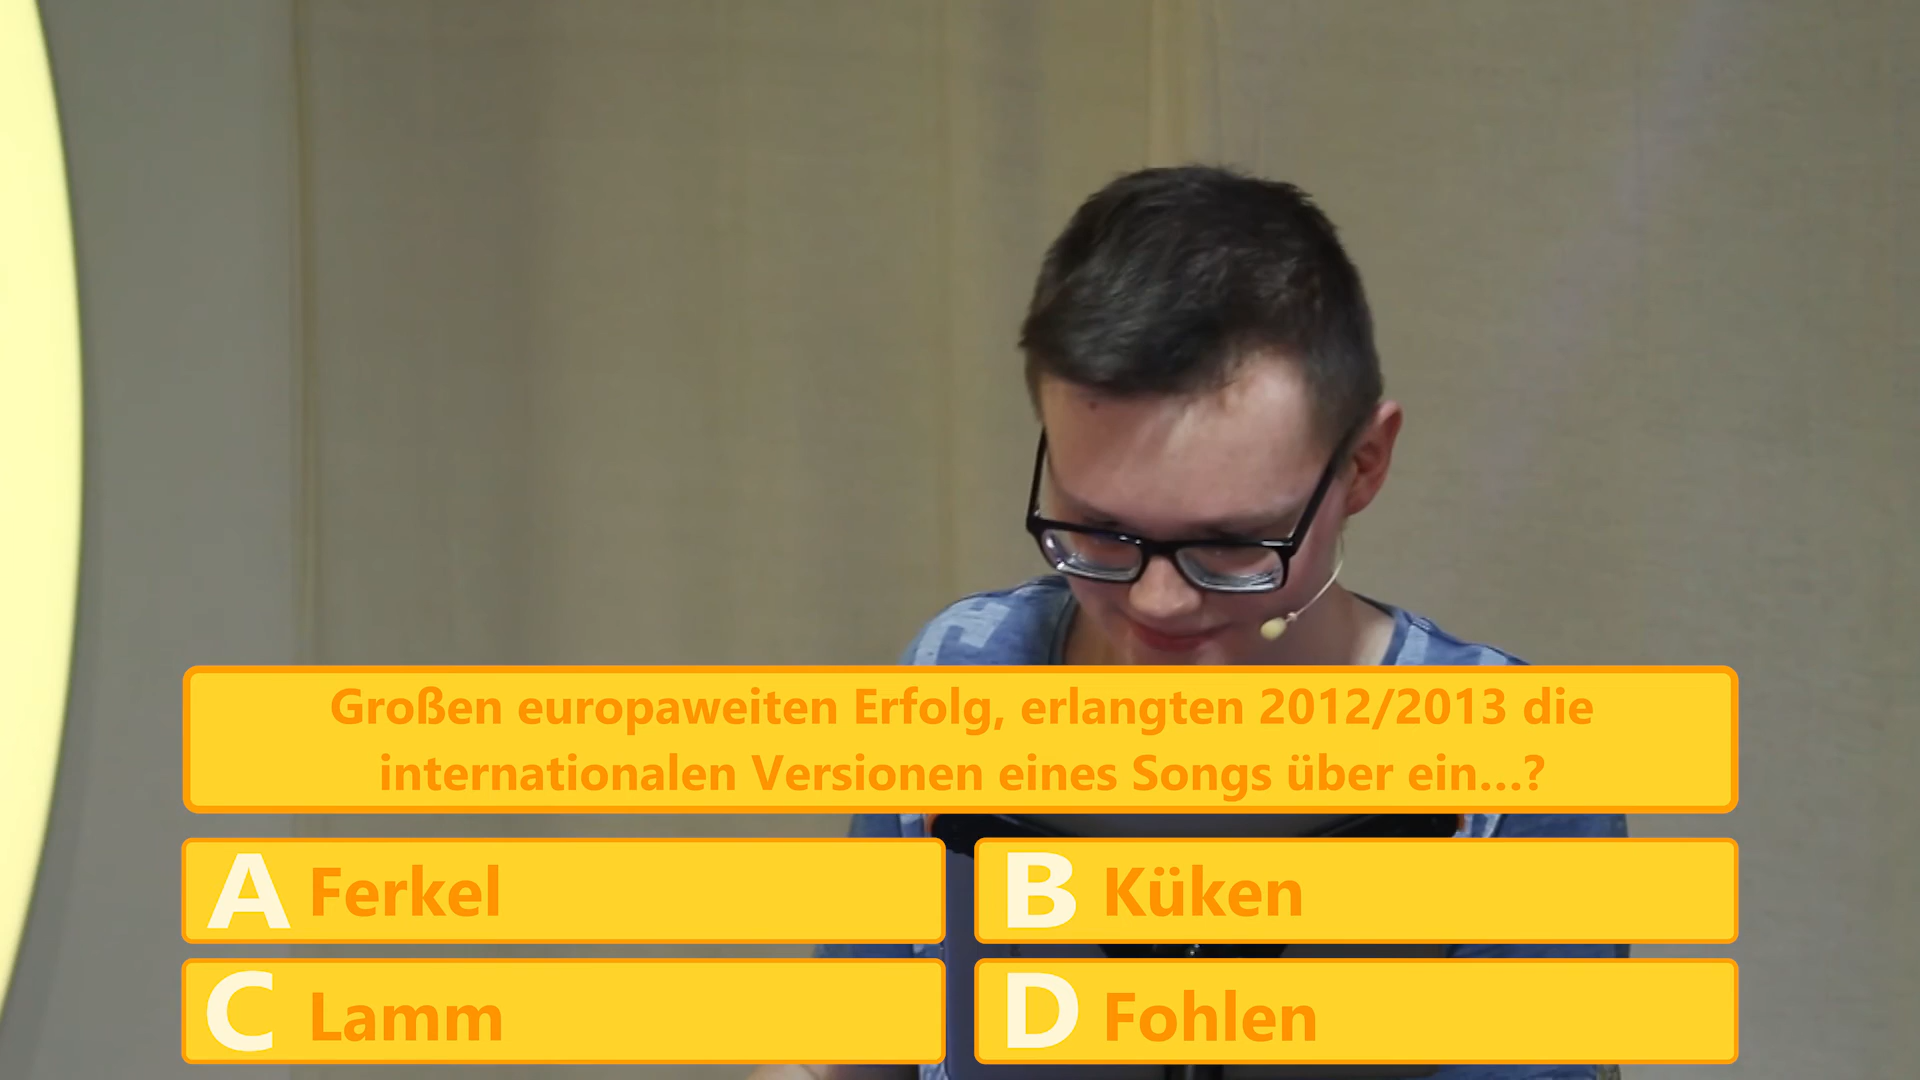 Großen europaweiten Erfolg, erlangten 2012/2013 die
internationalen Versionen eines Songs über ein...?
A Ferkel
B Küken
C Lamm
D Fohlen